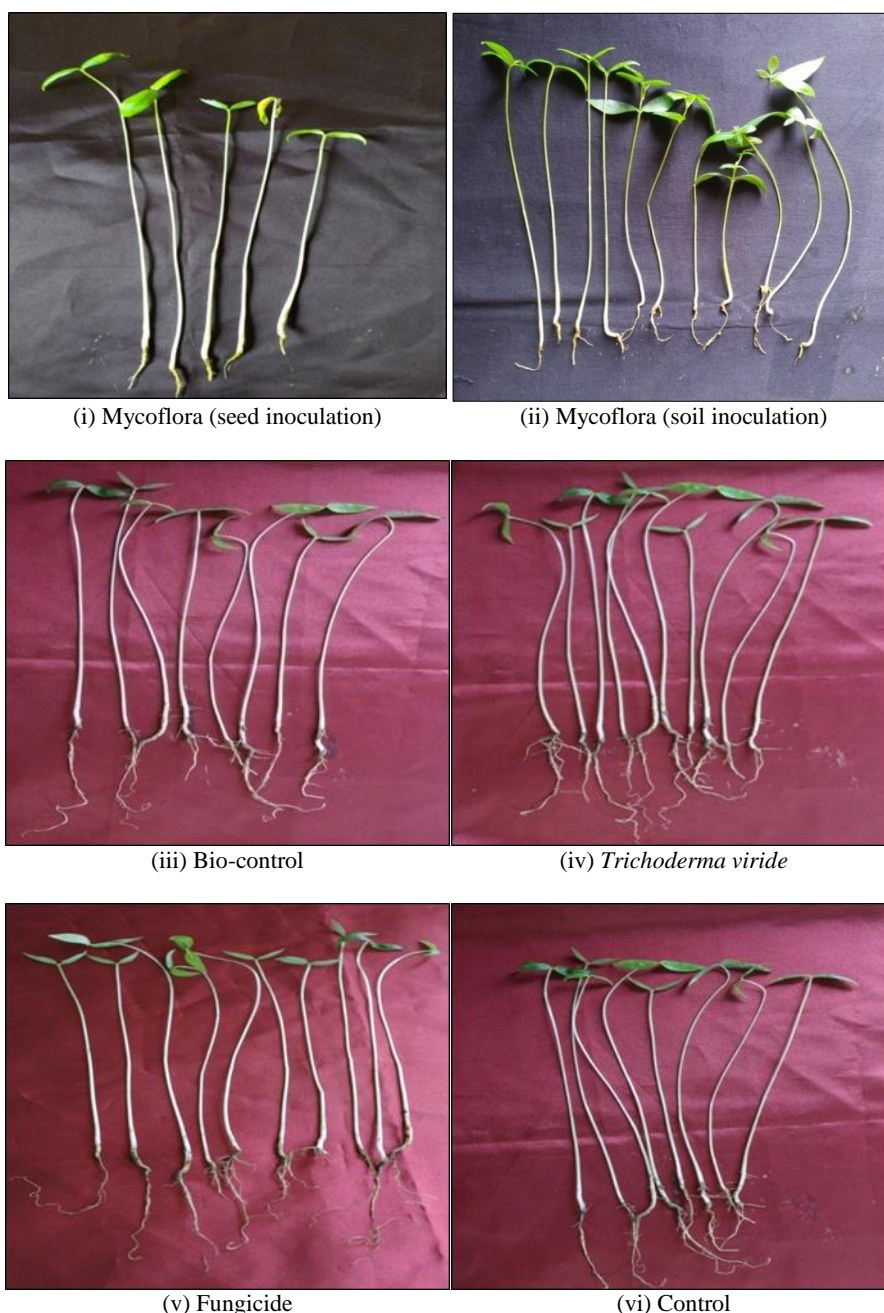 (i) Mycoflora (seed inoculation)
(ii) Mycoflora (soil inoculation)
(iii) Bio-control
(iv) Trichoderma viride
(v) Fungicide
(vi) Control